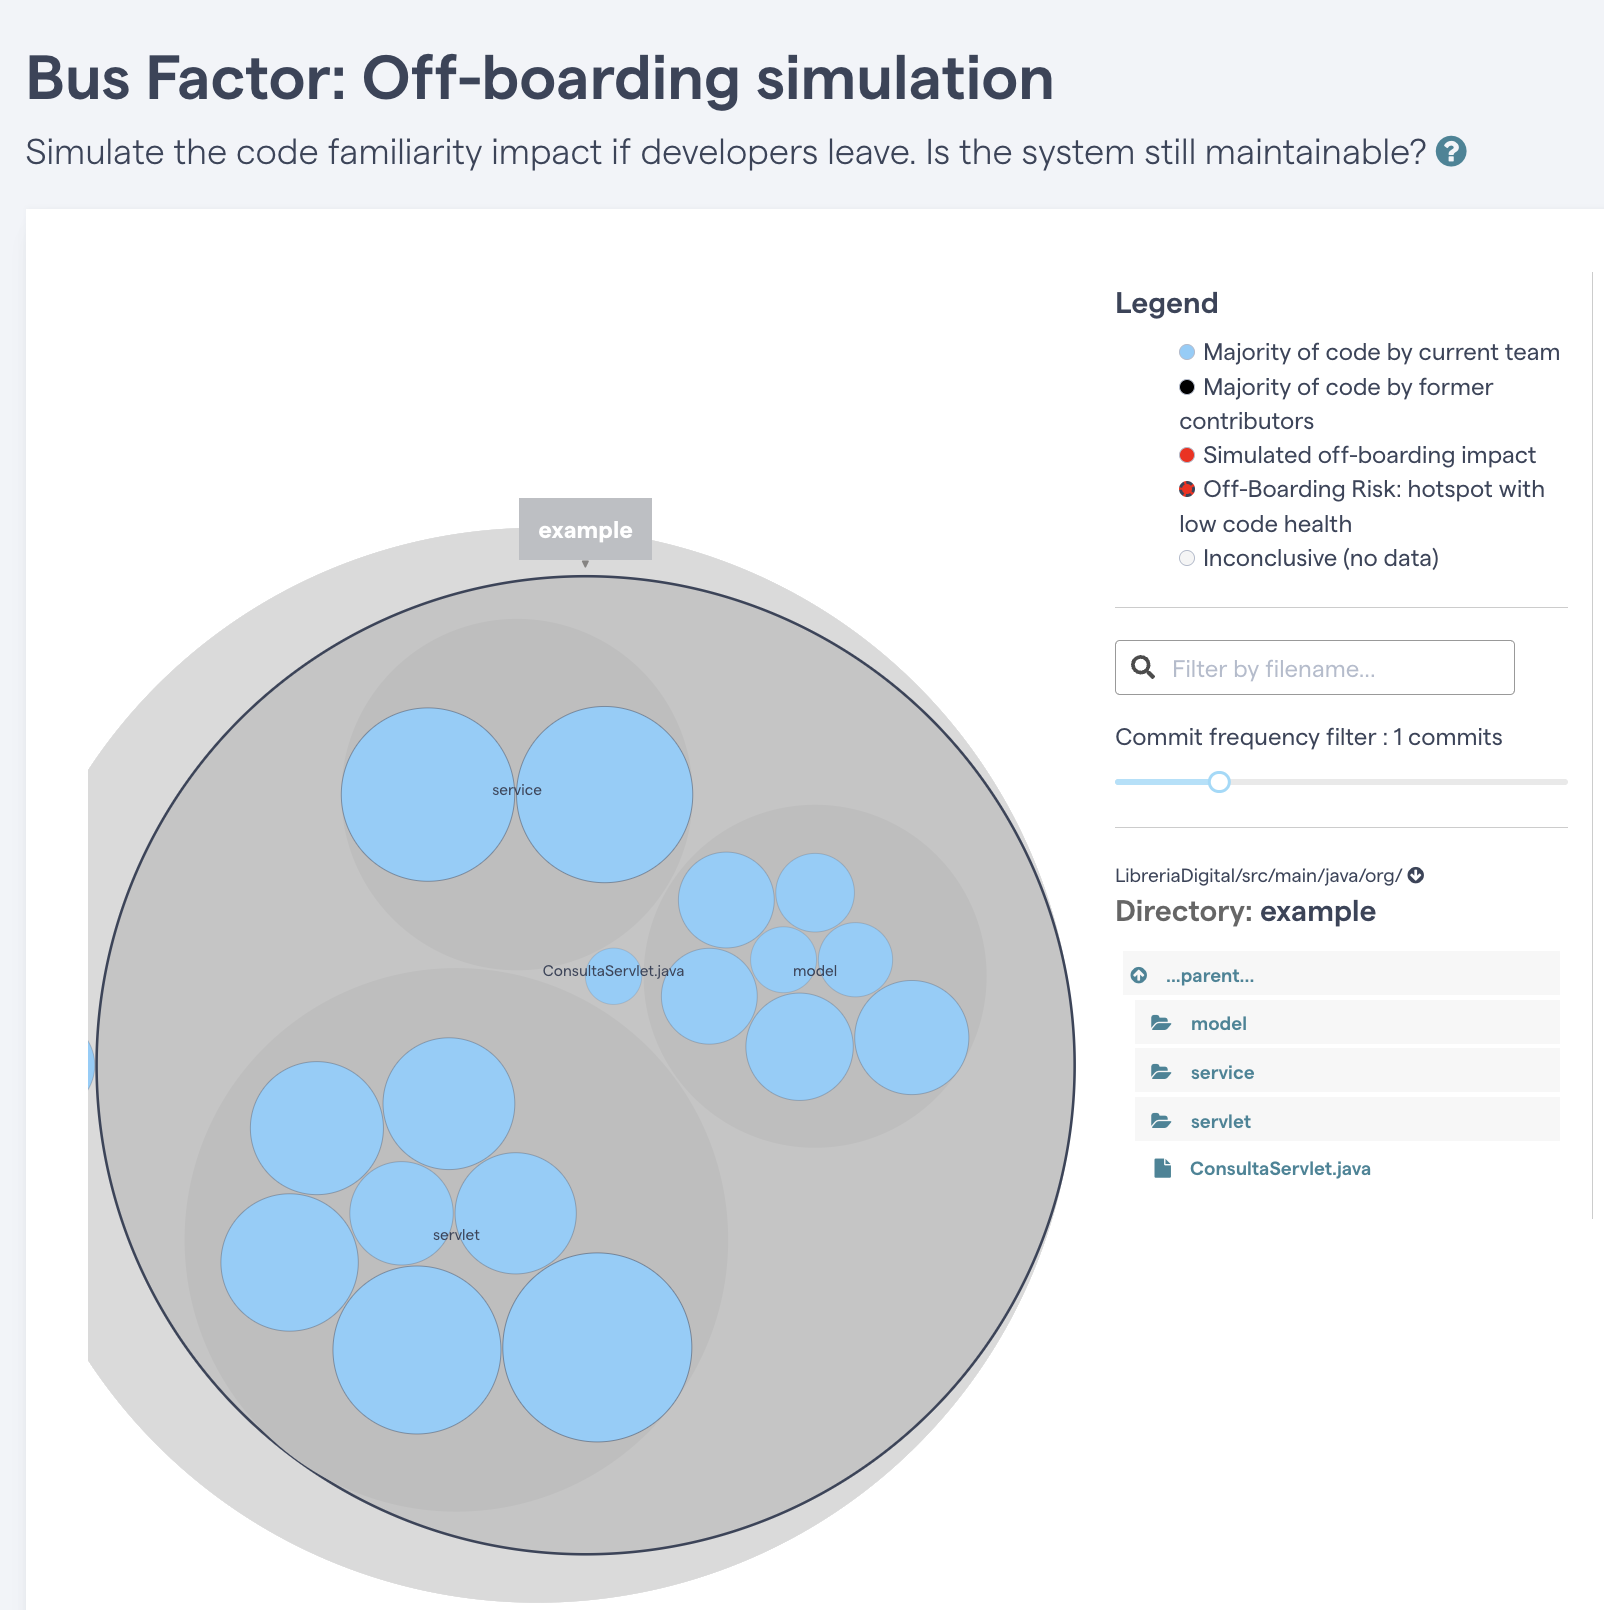 Bus Factor: Off-boarding simulation
Simulate the code familiarity impact if developers leave. Is the system still maintainable? ?
Legend
Majority of code by current team
Majority of code by former
contributors
Simulated off-boarding impact
Off-Boarding Risk: hotspot with
low code health
Inconclusive (no data)
Filter by filename...
Commit frequency filter : 1 commits
LibreriaDigital/src/main/java/org/
Directory: example
...parent...
model
service
servlet
ConsultaServlet.java
example
service
ConsultaServlet.java
model
servlet